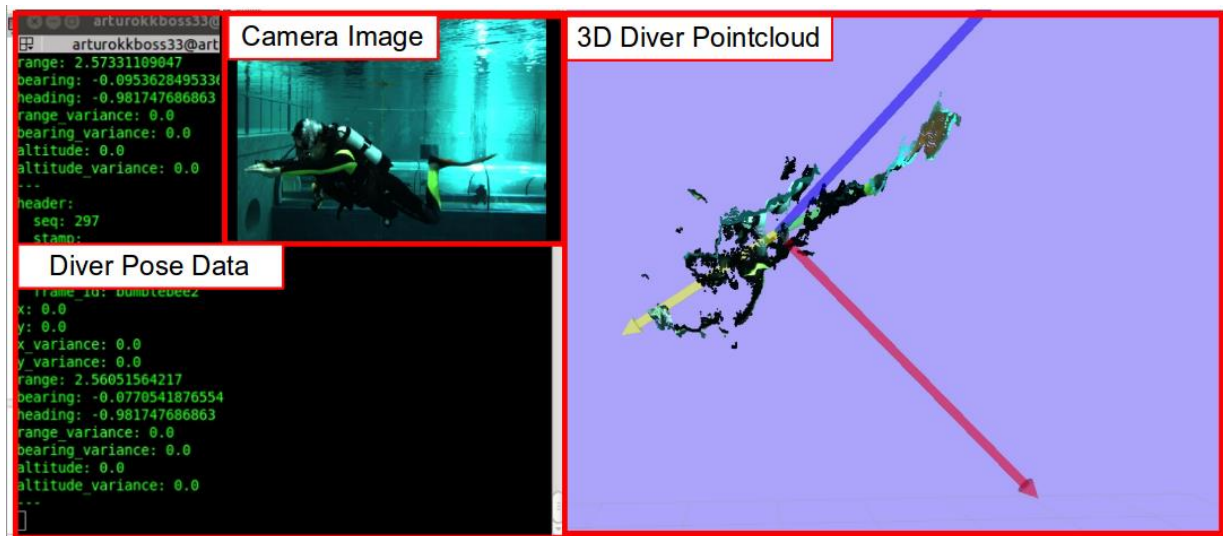 arturokkboss33@
arturokkboss33@art
range: 2.57331109047
bearing: -0.0953628495336
heading: -0.981747686863
range_variance: 0.0
bearing_variance: 0.0
altitude: 0.0
altitude_variance: 0.0
---
header:
seq: 297
stamp:
Camera Image
3D Diver Pointcloud
Diver Pose Data
frame_id: bumblebee2
x: 0.0
y: 0.0
x_variance: 0.0
y_variance: 0.0
range: 2.56051564217
bearing: -0.0770541876554
heading: -0.981747686863
range_variance: 0.0
bearing_variance: 0.0
altitude: 0.0
altitude_variance: 0.0
---